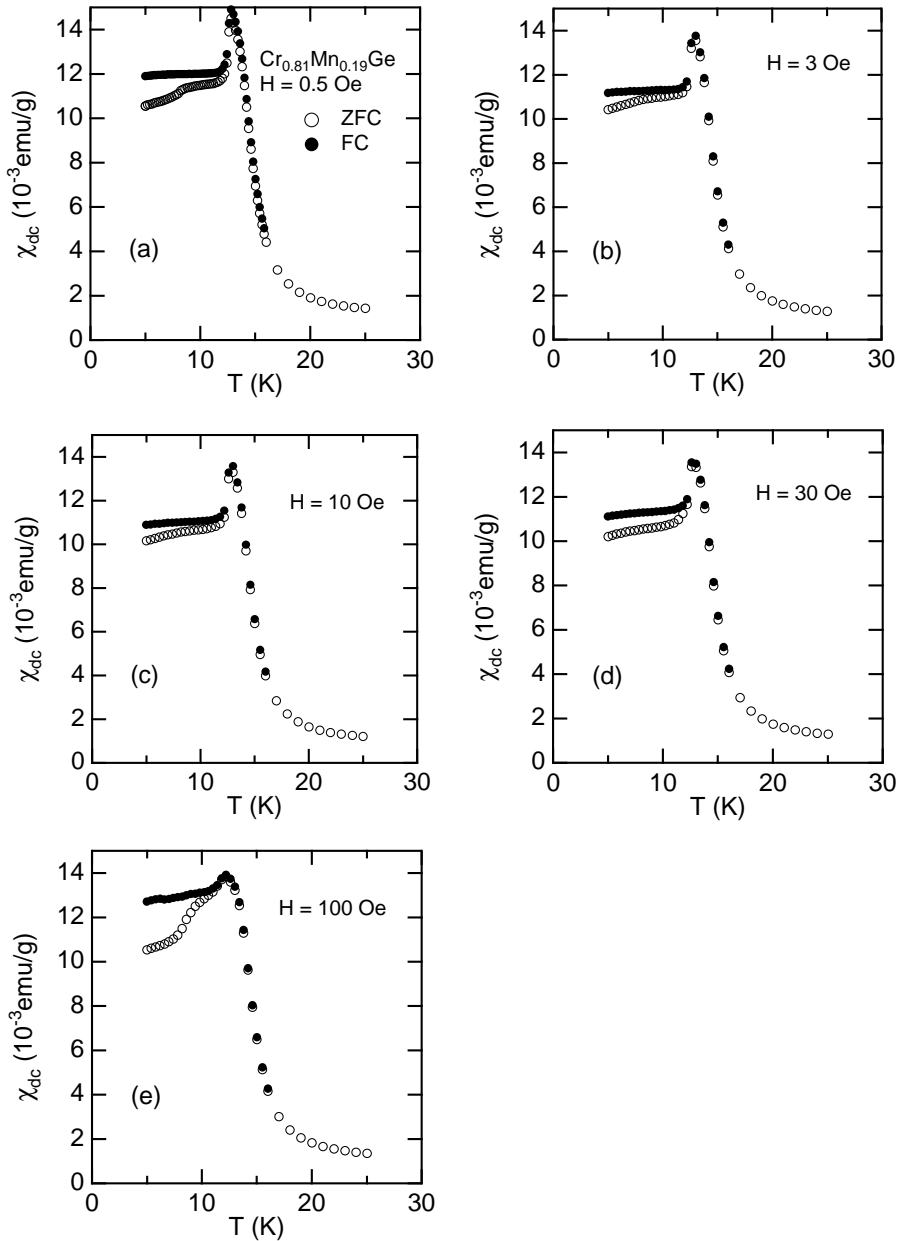 14
12
10
8
6
4
2
0
χdc (10-3emu/g)
Cr0.81Mn0.19Ge
H = 0.5 Oe
ZFC
FC
(a)
0 10 20 30
T (K)
14
12
10
8
6
4
2
0
χdc (10-3emu/g)
H = 3 Oe
(b)
0 10 20 30
T (K)
14
12
10
8
6
4
2
0
χdc (10-3emu/g)
H = 10 Oe
(c)
0 10 20 30
T (K)
14
12
10
8
6
4
2
0
χdc (10-3emu/g)
H = 30 Oe
(d)
0 10 20 30
T (K)
14
12
10
8
6
4
2
0
χdc (10-3emu/g)
H = 100 Oe
(e)
0 10 20 30
T (K)